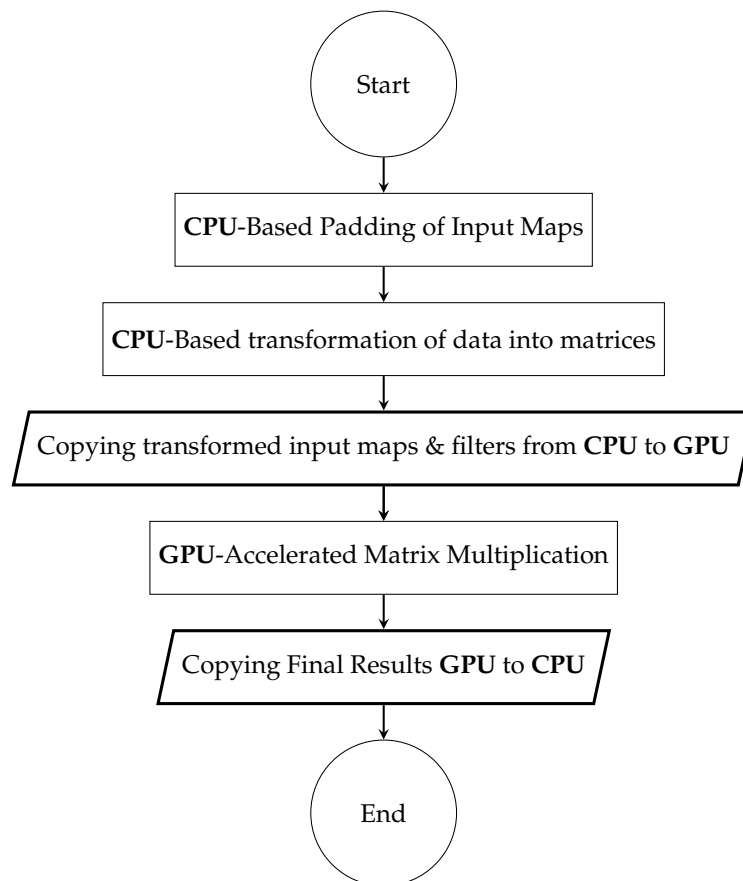 Start
CPU-Based Padding of Input Maps
CPU-Based transformation of data into matrices
Copying transformed input maps & filters from CPU to GPU
GPU-Accelerated Matrix Multiplication
Copying Final Results GPU to CPU
End